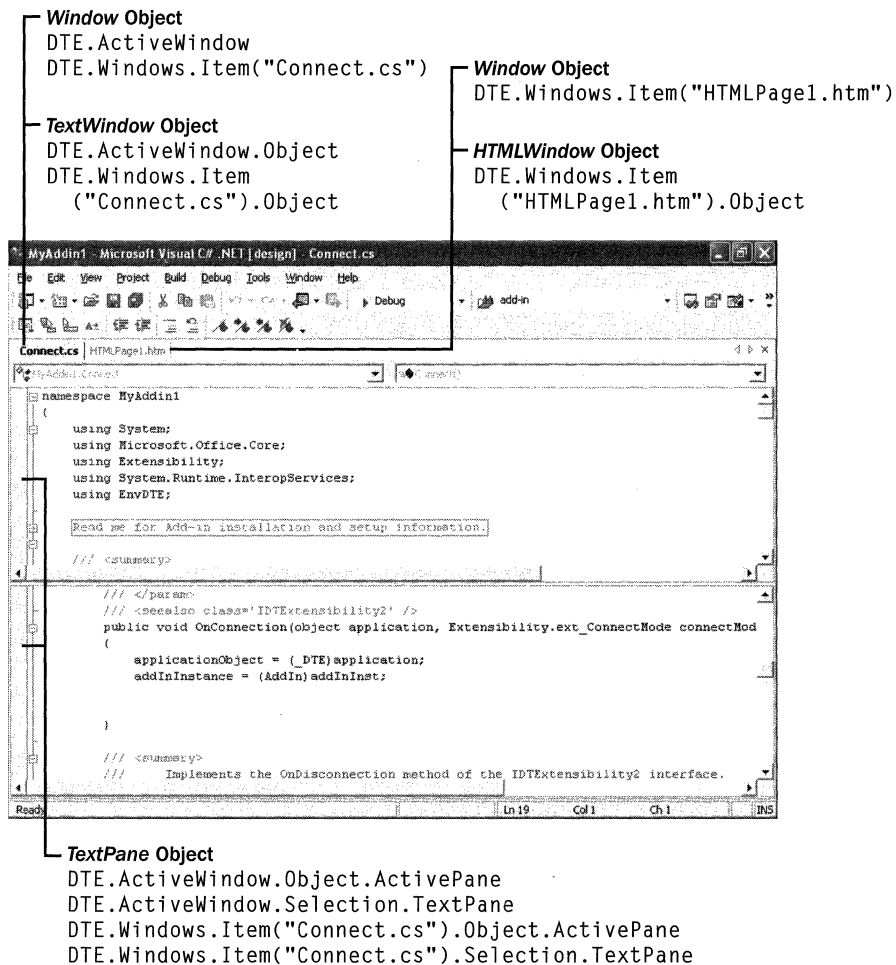 Window Object
DTE.ActiveWindow
DTE.Windows.Item("Connect.cs")
Window Object
DTE.Windows.Item("HTMLPage1.htm")
TextWindow Object
DTE.ActiveWindow.Object
DTE.Windows.Item
("Connect.cs").Object
HTMLWindow Object
DTE.Windows.Item
("HTMLPage1.htm").Object
MyAddin1 - Microsoft Visual C# .NET [design] - Connect.cs
File Edit View Project Build Debug Tools Window Help
Debug add-in
Connect.cs HTMLPage1.htm
MyAddin1.Connect
namespace MyAddin1
{
using System;
using Microsoft.Office.Core;
using Extensibility;
using System.Runtime.InteropServices;
using EnvDTE;
Read me for Add-in installation and setup information.
/// <summary>
/// </param>
/// <seealso class='IDTExtensibility2' />
public void OnConnection(object application, Extensibility.ext_ConnectMode connectMod
{
applicationObject = (_DTE)application;
addInInstance = (AddIn)addInInst;
}
/// <summary>
/// Implements the OnDisconnection method of the IDTExtensibility2 interface.
Ready Ln 19 Col 1 Ch 1 INS
TextPane Object
DTE.ActiveWindow.Object.ActivePane
DTE.ActiveWindow.Selection.TextPane
DTE.Windows.Item("Connect.cs").Object.ActivePane
DTE.Windows.Item("Connect.cs").Selection.TextPane